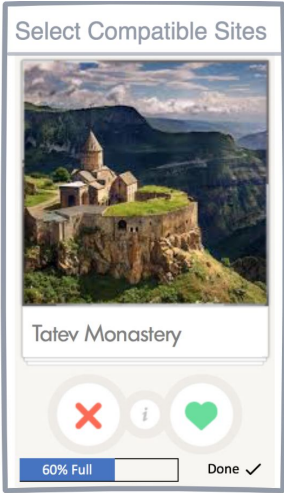 Select Compatible Sites
Tatev Monastery
i
60% Full
Done ✓